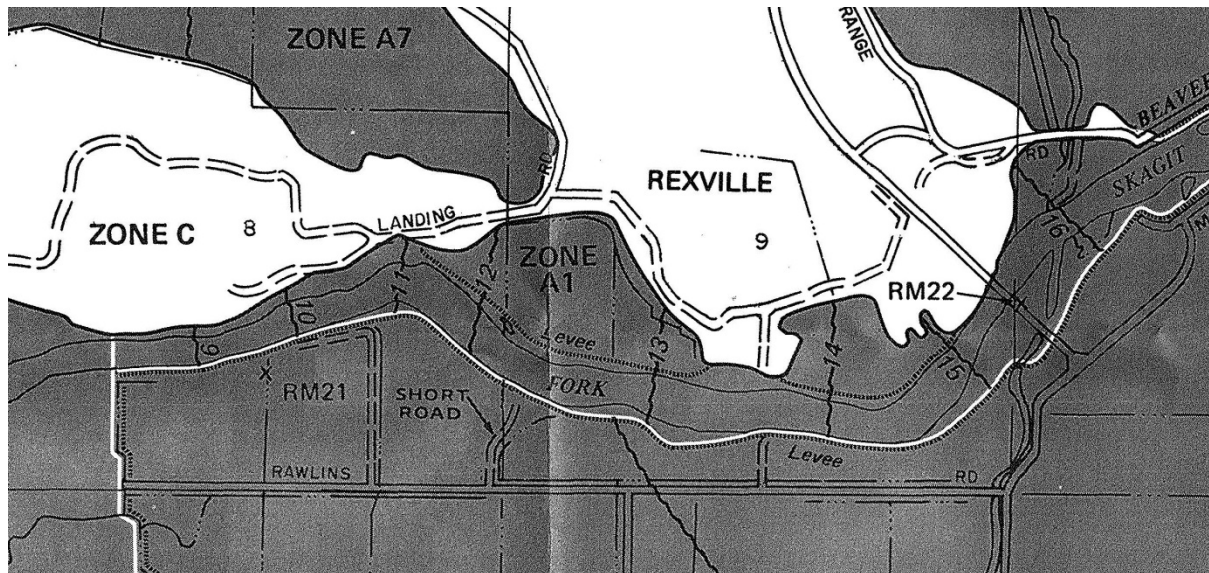 ZONE A7
RANGE
BEAVER
SKAGIT
RD
RD
REXVILLE
LANDING
ZONE C
8
9
ZONE
A1
16
12
11
10
9
RM22
Levee
13
14
15
FORK
RM21
SHORT
ROAD
Levee
RAWLINS
RD